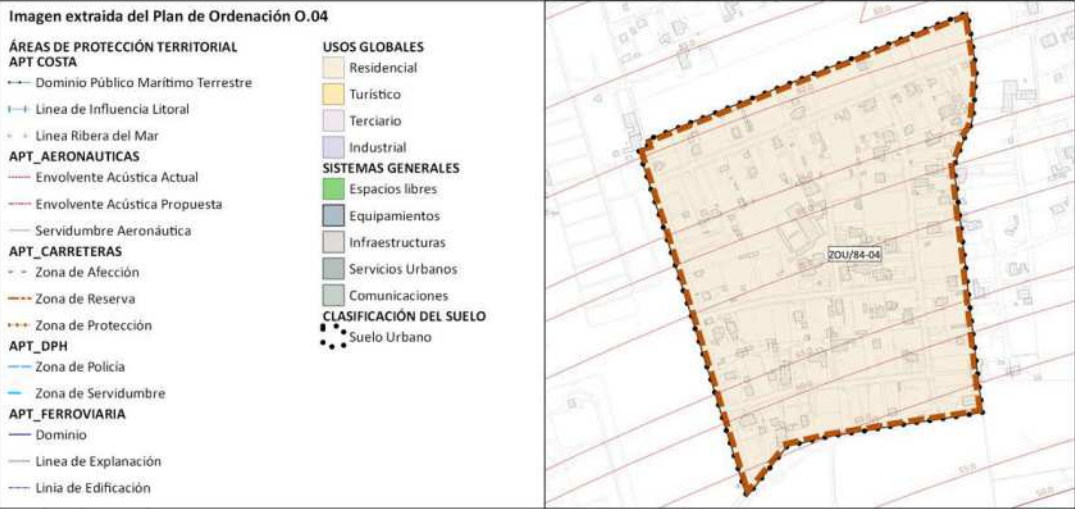 Imagen extraida del Plan de Ordenación O.04
ÁREAS DE PROTECCIÓN TERRITORIAL
APT COSTA
Dominio Público Marítimo Terrestre
Linea de Influencia Litoral
Linea Ribera del Mar
APT_AERONAUTICAS
Envolvente Acústica Actual
Envolvente Acústica Propuesta
Servidumbre Aeronáutica
APT_CARRETERAS
Zona de Afección
Zona de Reserva
Zona de Protección
APT_DPH
Zona de Policía
Zona de Servidumbre
APT_FERROVIARIA
Dominio
Linea de Explanación
Linia de Edificación
USOS GLOBALES
Residencial
Turístico
Terciario
Industrial
SISTEMAS GENERALES
Espacios libres
Equipamientos
Infraestructuras
Servicios Urbanos
Comunicaciones
CLASIFICACIÓN DEL SUELO
Suelo Urbano
ZOU/84-04